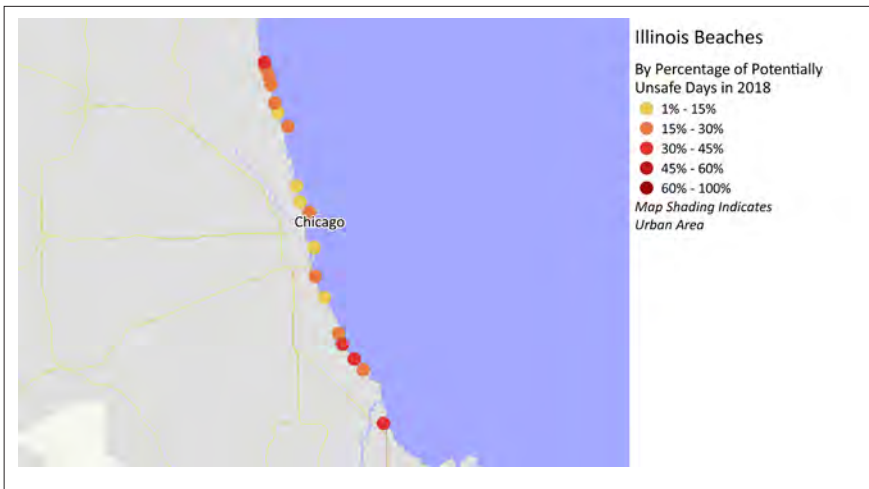 Illinois Beaches
By Percentage of Potentially
Unsafe Days in 2018
1% - 15%
15% - 30%
30% - 45%
45% - 60%
60% - 100%
Map Shading Indicates
Urban Area
Chicago